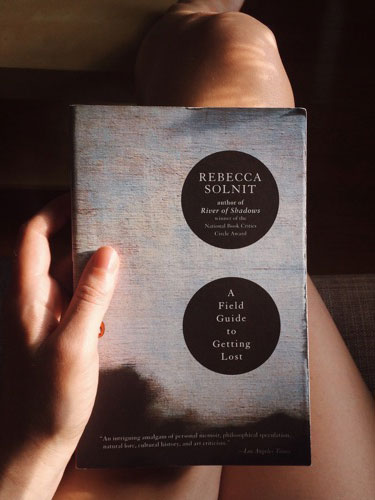 REBECCA
SOLNIT
author of
River of Shadows
winner of the
National Book Critics
Circle Award
A
Field
Guide
to
Getting
Lost
"An intriguing amalgam of personal memoir, philosophical speculation,
natural lore, cultural history, and art criticism."
—Los Angeles Times